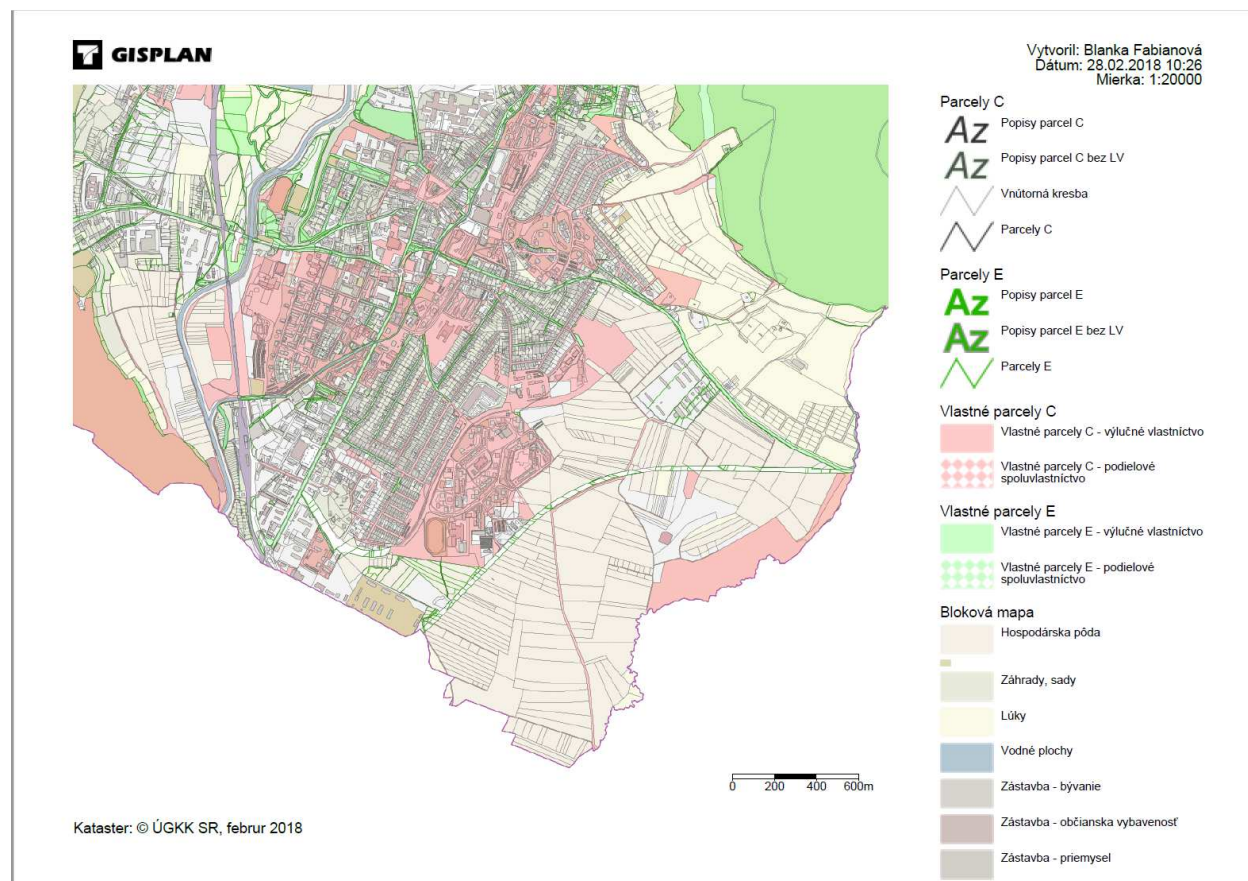 GISPLAN
Vytvoril: Blanka Fabianová
Dátum: 28.02.2018 10:26
Mierka: 1:20000
Parcely C
Az Popisy parcel C
Az Popisy parcel C bez LV
Vnútorná kresba
Parcely C
Parcely E
Az Popisy parcel E
Az Popisy parcel E bez LV
Parcely E
Vlastné parcely C
Vlastné parcely C - výlučné vlastníctvo
Vlastné parcely C - podielové
spoluvlastníctvo
Vlastné parcely E
Vlastné parcely E - výlučné vlastníctvo
Vlastné parcely E - podielové
spoluvlastníctvo
Bloková mapa
Hospodárska pôda
Záhrady, sady
Lúky
Vodné plochy
Zástavba - bývanie
Zástavba - občianska vybavenosť
Zástavba - priemysel
0 200 400 600m
Kataster: © ÚGKK SR, februr 2018